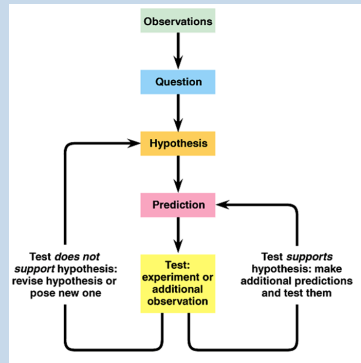 Observations
Question
Hypothesis
Prediction
Test does not
support hypothesis:
revise hypothesis or
pose new one
Test:
experiment or
additional
observation
Test supports
hypothesis: make
additional predictions
and test them